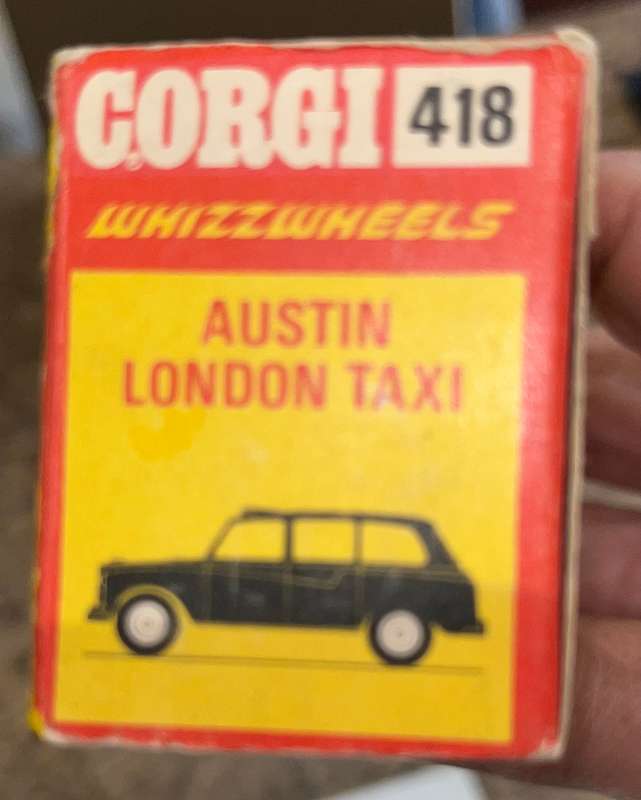 CORGI 418
WHIZZWHEELS
AUSTIN
LONDON TAXI